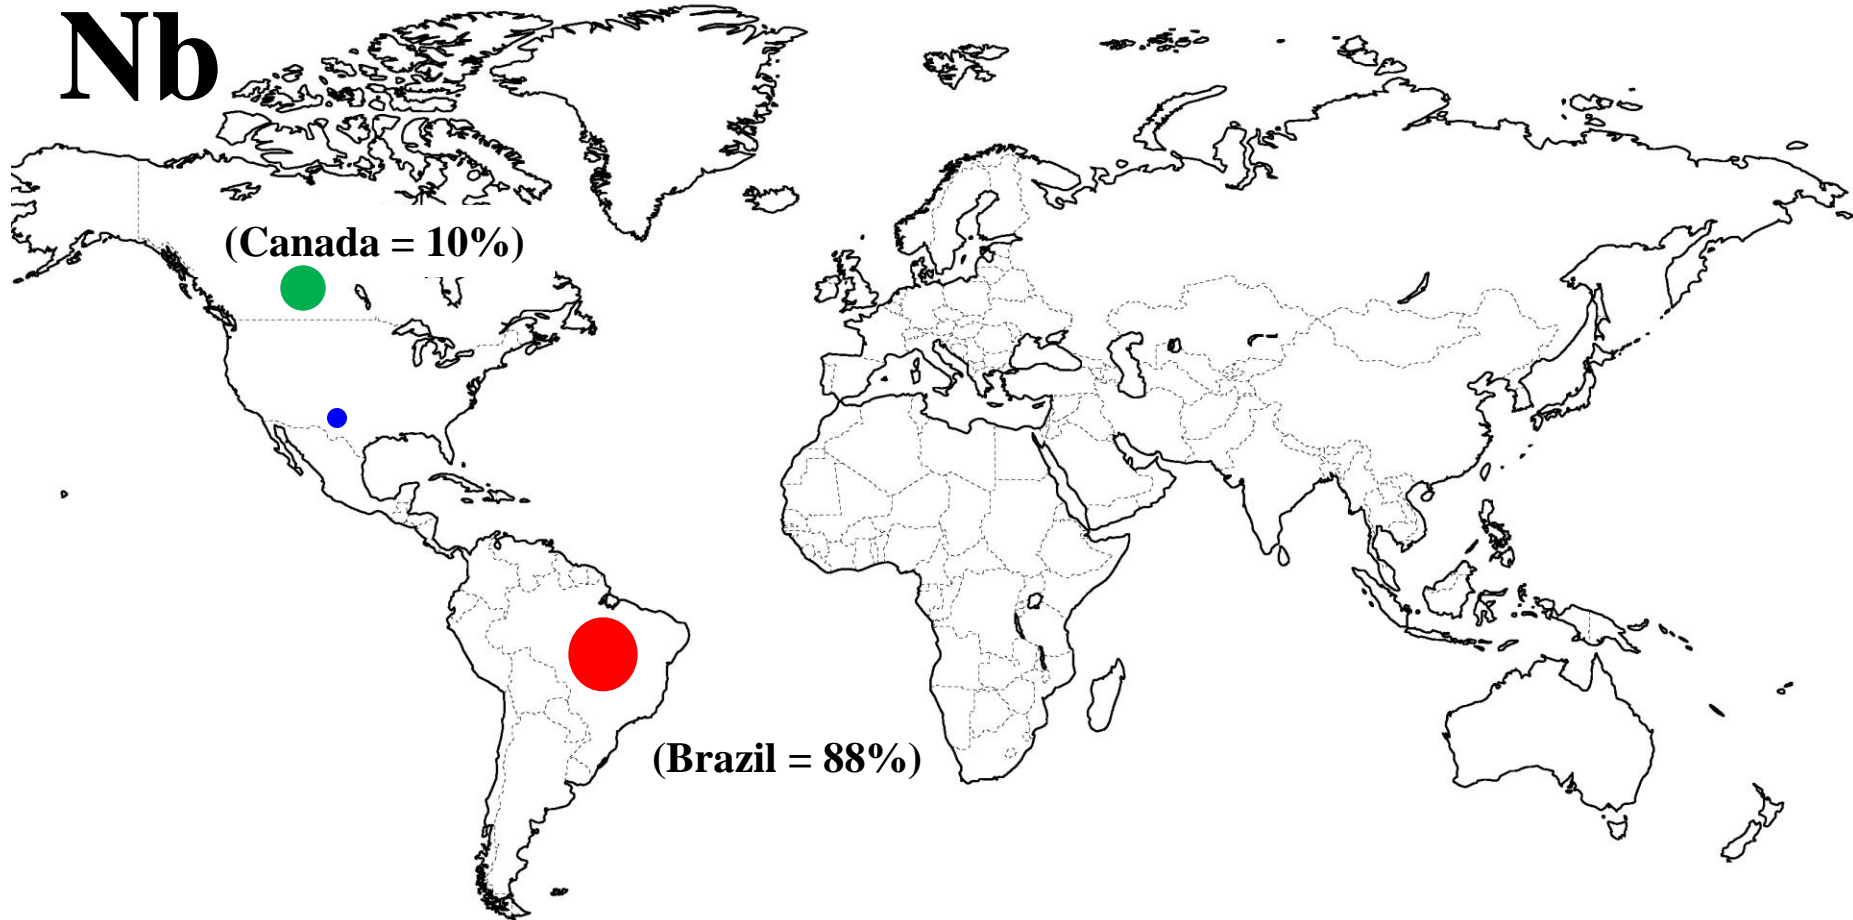 Nb
(Canada = 10%)
(Brazil = 88%)